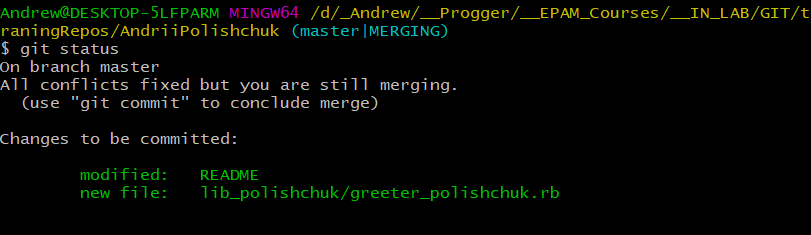 Andrew@DESKTOP-5LFPARM MINGW64 /d/_Andrew/__Progger/__EPAM_Courses/__IN_LAB/GIT/t
raningRepos/AndriiPolishchuk (master|MERGING)
$ git status
On branch master
All conflicts fixed but you are still merging.
  (use "git commit" to conclude merge)

Changes to be committed:

        modified:   README
        new file:   lib_polishchuk/greeter_polishchuk.rb